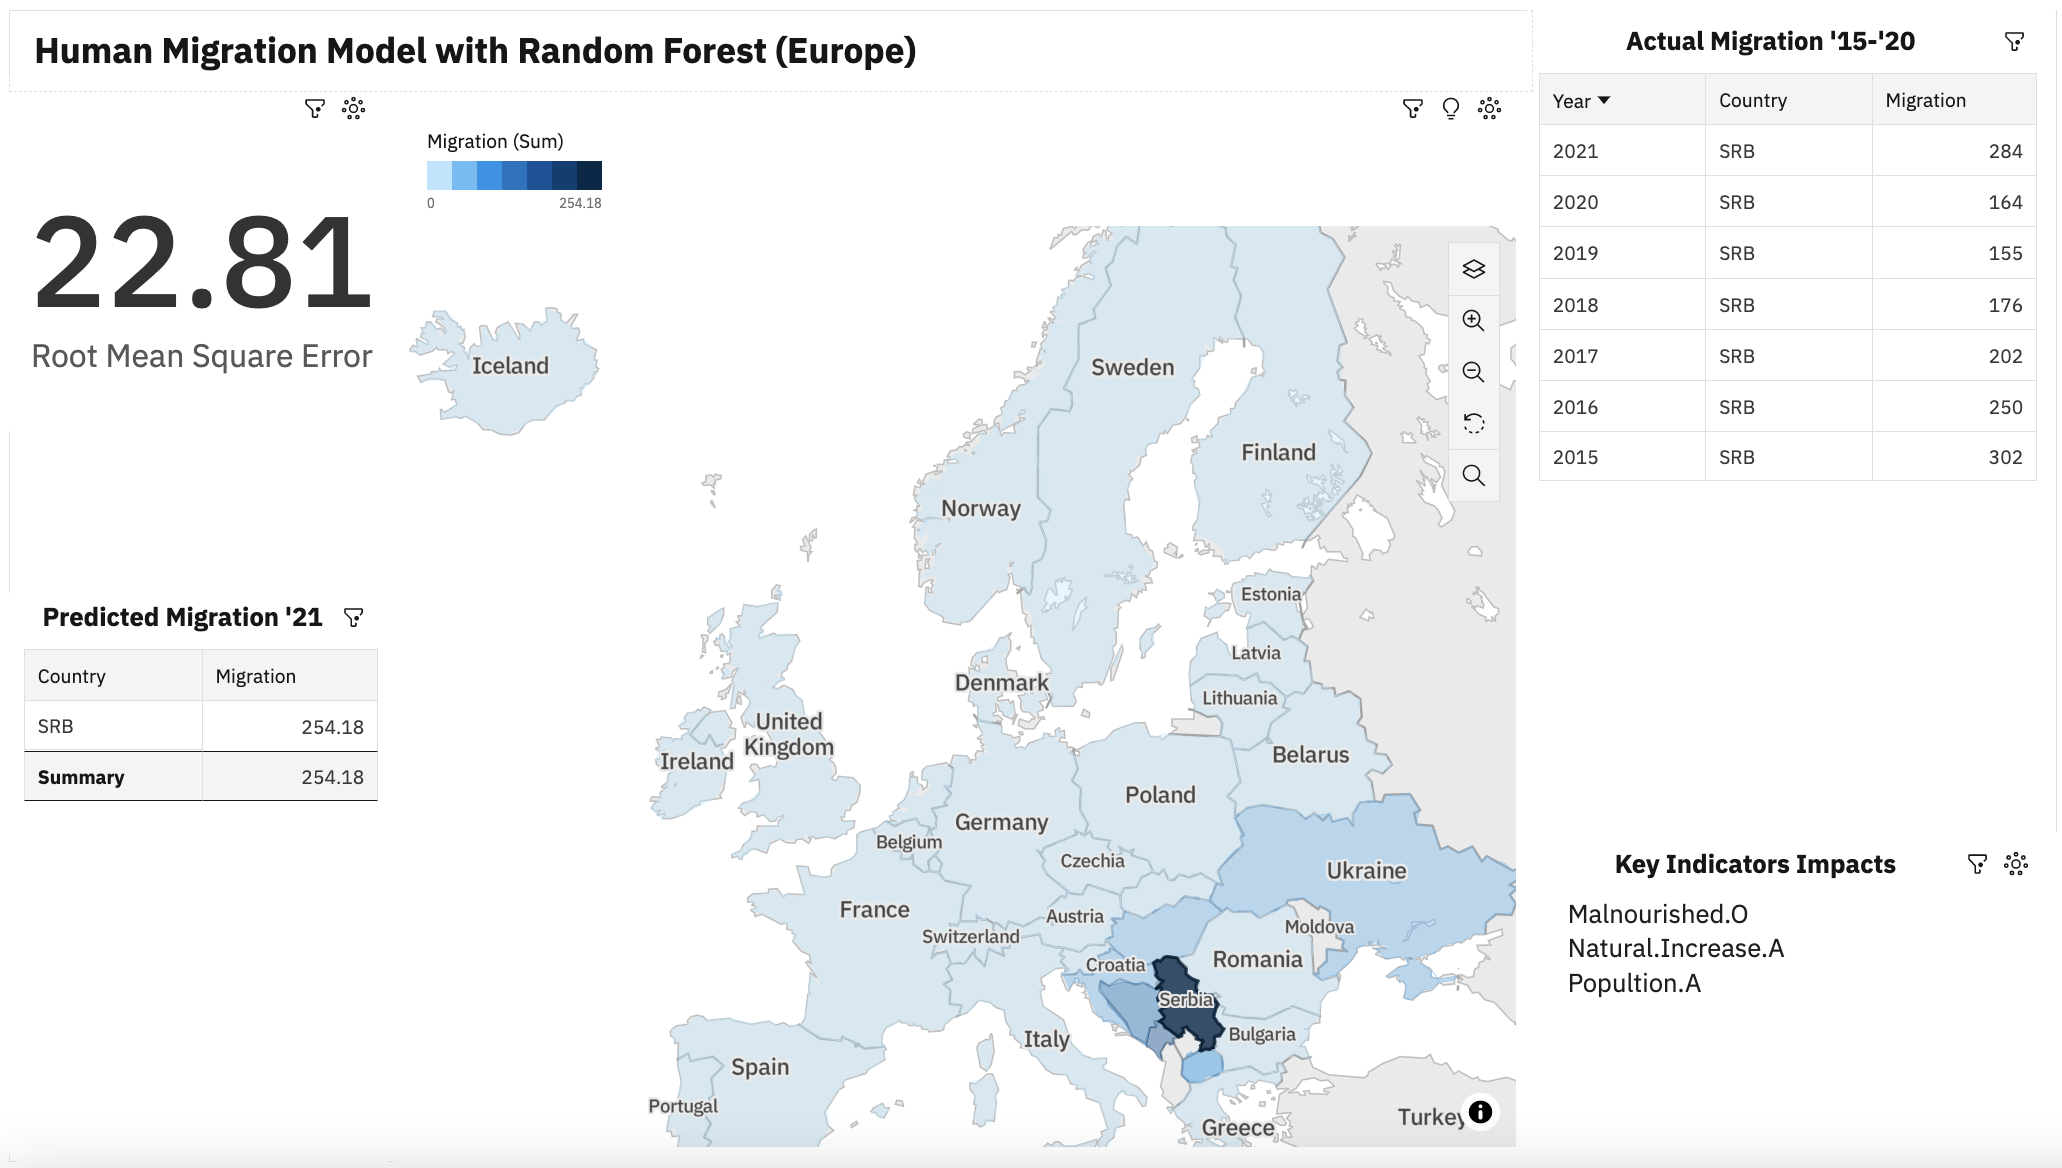 Human Migration Model with Random Forest (Europe)
22.81
Root Mean Square Error
Predicted Migration '21
Country Migration
SRB 254.18
Summary 254.18
Migration (Sum)
0 254.18
Iceland
Sweden
Finland
Norway
Estonia
Latvia
Denmark
Lithuania
United
Kingdom
Ireland
Belarus
Poland
Germany
Belgium
Czechia
Ukraine
France
Austria
Switzerland
Moldova
Croatia
Romania
Serbia
Bulgaria
Italy
Spain
Portugal
Turkey
Greece
Actual Migration '15-'20
Year Country Migration
2021 SRB 284
2020 SRB 164
2019 SRB 155
2018 SRB 176
2017 SRB 202
2016 SRB 250
2015 SRB 302
Key Indicators Impacts
Malnourished.O
Natural.Increase.A
Popultion.A